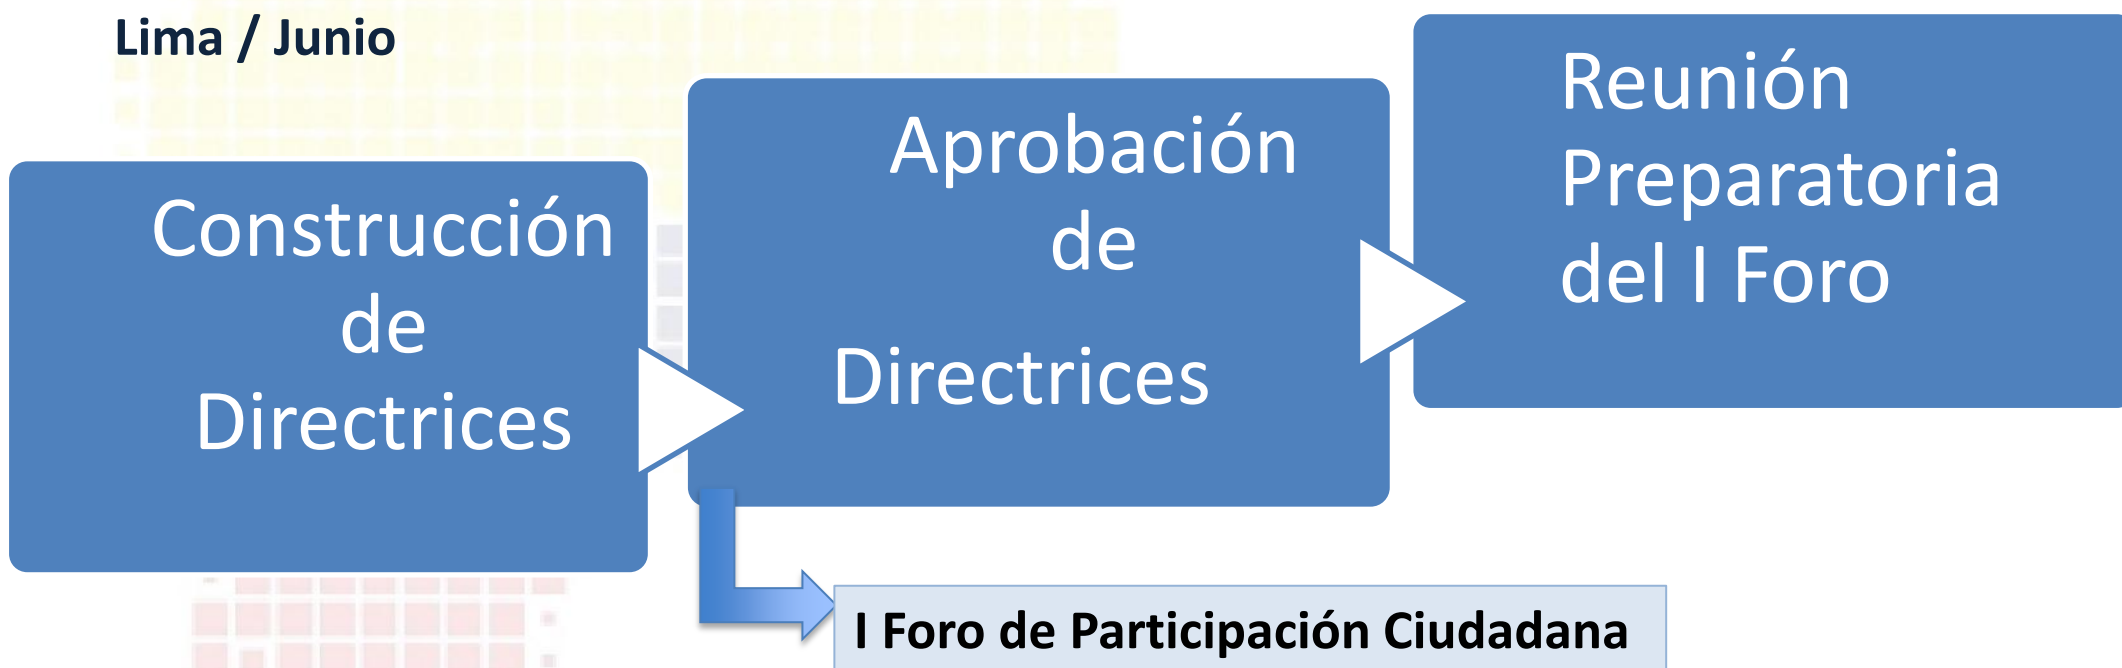 Lima / Junio
Construcción
de
Directrices
Aprobación
de
Directrices
Reunión
Preparatoria
del I Foro
I Foro de Participación Ciudadana